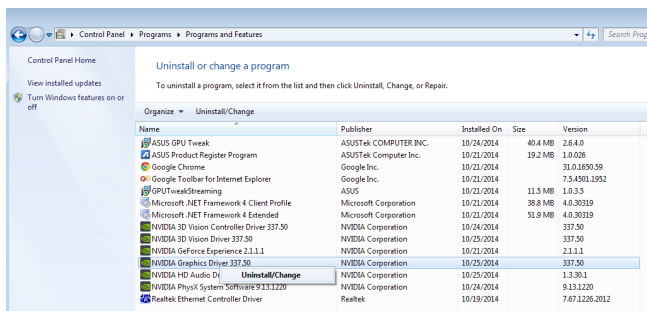 Control Panel ▸ Programs ▸ Programs and Features
Search Prog
Control Panel Home
View installed updates
Turn Windows features on or
off
Uninstall or change a program
To uninstall a program, select it from the list and then click Uninstall, Change, or Repair.
Organize Uninstall/Change
Name Publisher Installed On Size Version
ASUS GPU Tweak ASUSTek COMPUTER INC. 10/24/2014 40.4 MB 2.6.4.0
ASUS Product Register Program ASUSTek Computer Inc. 10/21/2014 19.2 MB 1.0.026
Google Chrome Google Inc. 10/21/2014 31.0.1650.59
Google Toolbar for Internet Explorer Google Inc. 10/21/2014 7.5.4501.1952
GPUTweakStreaming ASUS 10/21/2014 11.5 MB 1.0.3.5
Microsoft .NET Framework 4 Client Profile Microsoft Corporation 10/21/2014 38.8 MB 4.0.30319
Microsoft .NET Framework 4 Extended Microsoft Corporation 10/21/2014 51.9 MB 4.0.30319
NVIDIA 3D Vision Controller Driver 337.50 NVIDIA Corporation 10/24/2014 337.50
NVIDIA 3D Vision Driver 337.50 NVIDIA Corporation 10/25/2014 337.50
NVIDIA GeForce Experience 2.1.1.1 NVIDIA Corporation 10/21/2014 2.1.1.1
NVIDIA Graphics Driver 337.50 NVIDIA Corporation 10/25/2014 337.50
NVIDIA HD Audio Dr Uninstall/Change NVIDIA Corporation 10/25/2014 1.3.30.1
NVIDIA PhysX System Software 9.13.1220 NVIDIA Corporation 10/24/2014 9.13.1220
Realtek Ethernet Controller Driver Realtek 10/19/2014 7.67.1226.2012